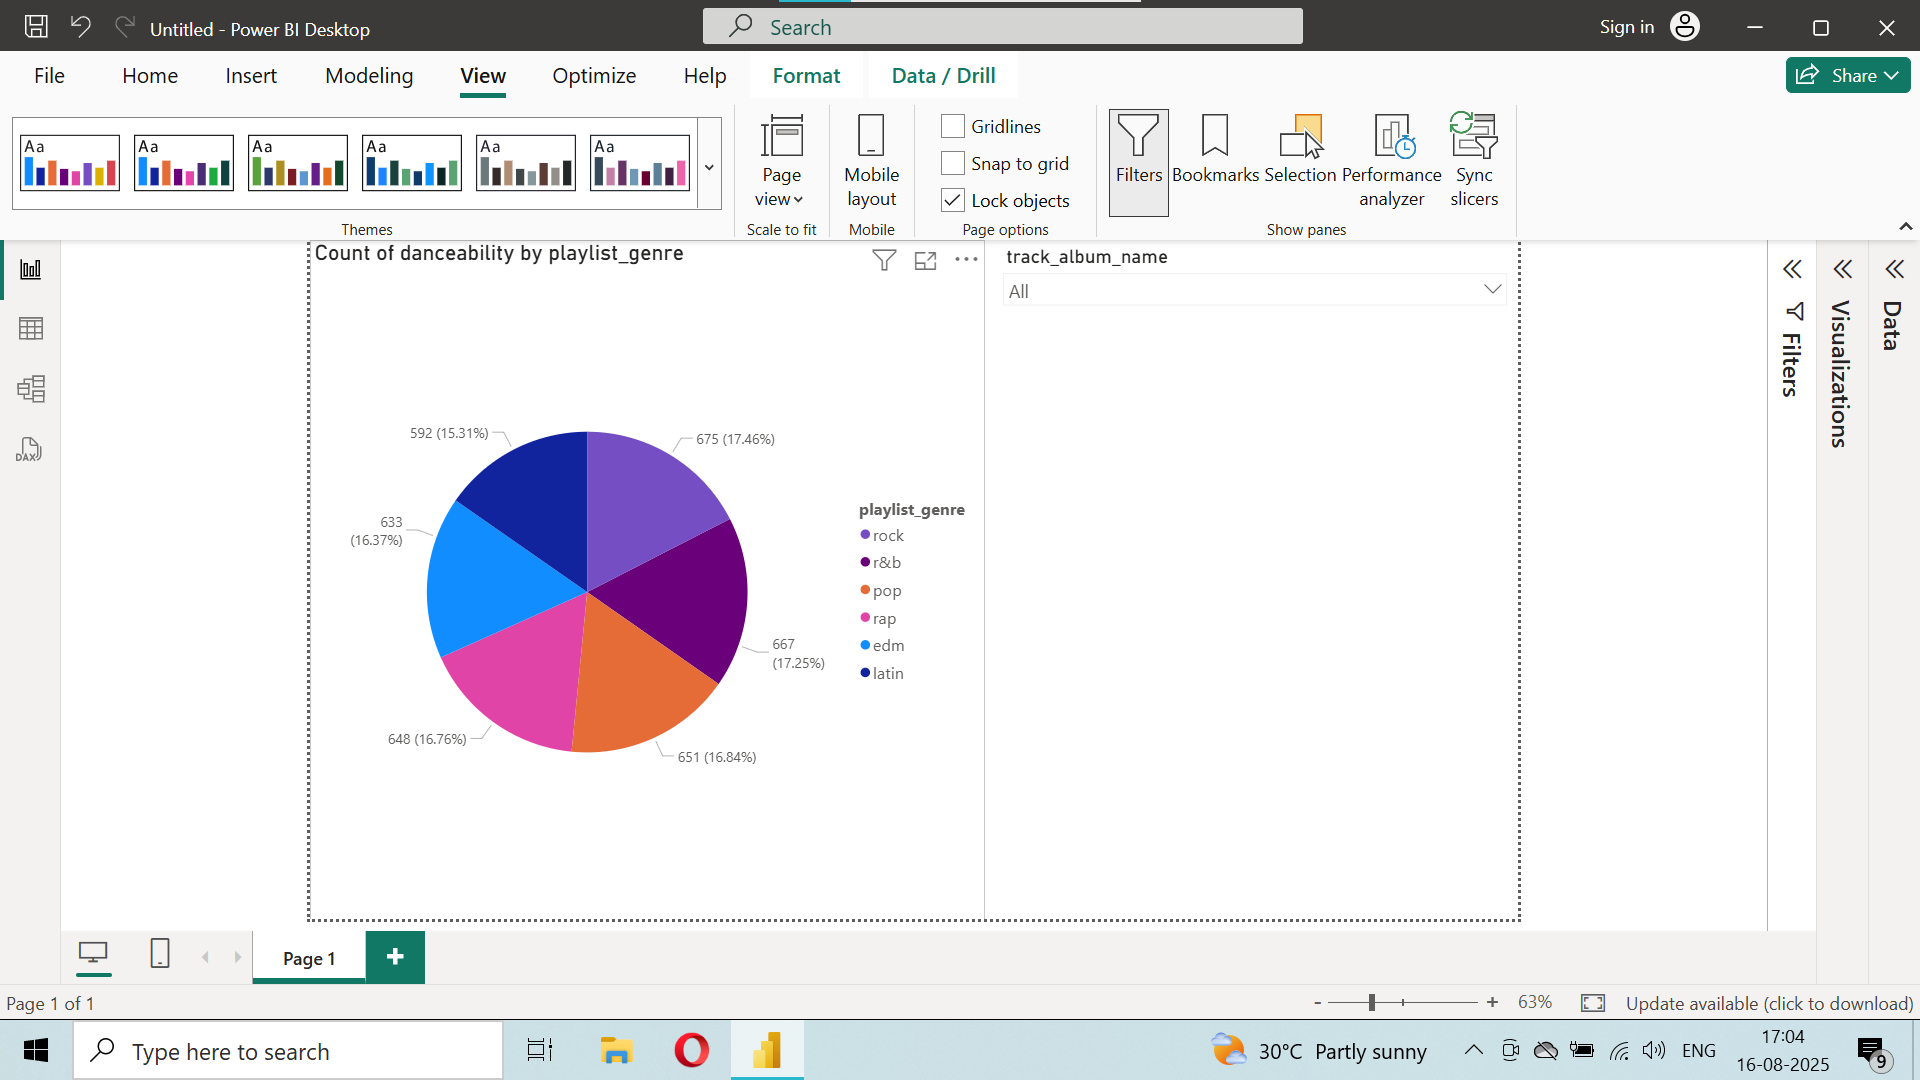 Untitled - Power BI Desktop
Search
Sign in
File
Home
Insert
Modeling
View
Optimize
Help
Format
Data / Drill
Share
Aa
Aa
Aa
Aa
Aa
Aa
Themes
Page
view
Scale to fit
Mobile
layout
Mobile
Gridlines
Snap to grid
Lock objects
Page options
Filters
Bookmarks
Selection
Performance
analyzer
Sync
slicers
Show panes
DAX
Count of danceability by playlist_genre
592 (15.31%)
675 (17.46%)
633
(16.37%)
667
(17.25%)
648 (16.76%)
651 (16.84%)
playlist_genre
rock
r&b
pop
rap
edm
latin
track_album_name
All
Filters
Visualizations
Data
Page 1
+
Page 1 of 1
- + 63%
Update available (click to download)
Type here to search
30°C Partly sunny
ENG
17:04
16-08-2025
9